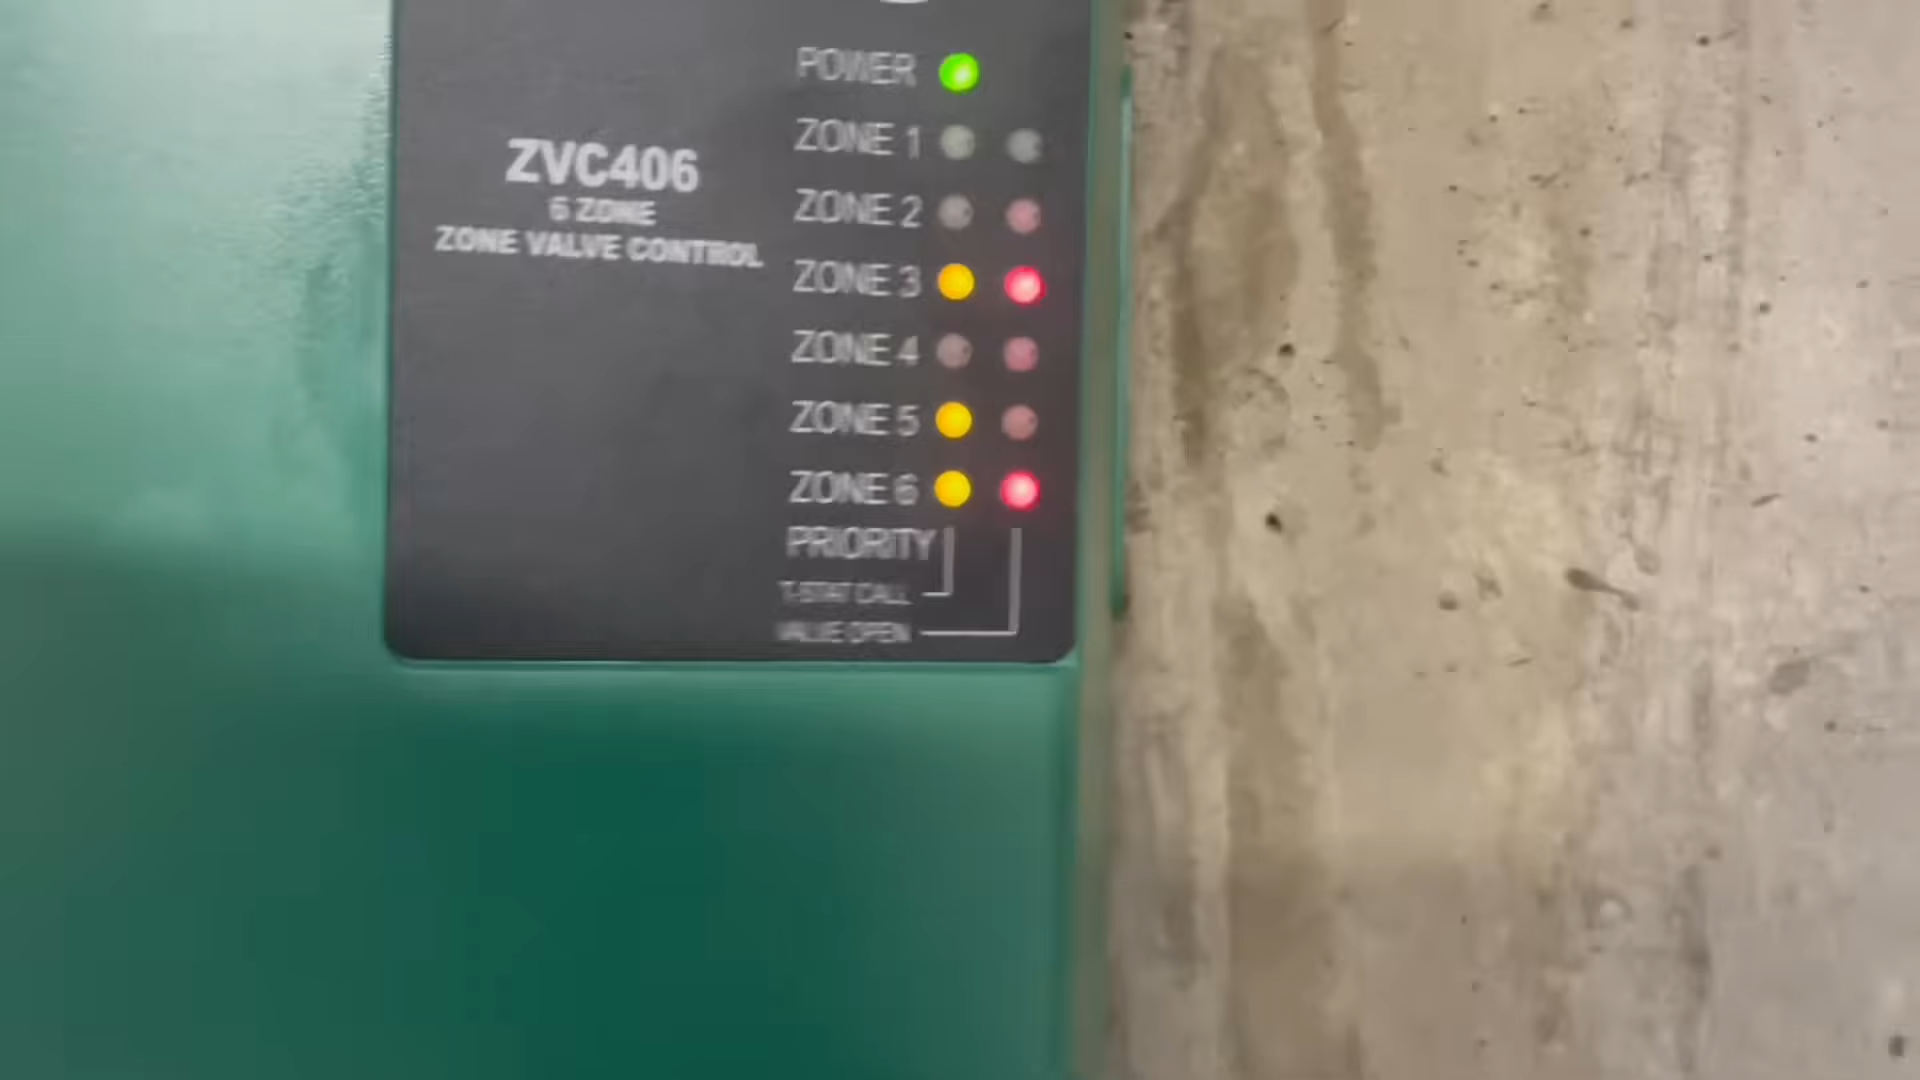 POWER
ZONE 1
ZVC406
6 ZONE
ZONE VALVE CONTROL
ZONE 2
ZONE 3
ZONE 4
ZONE 5
ZONE 6
PRIORITY
T-STAT CALL
VALVE OPEN